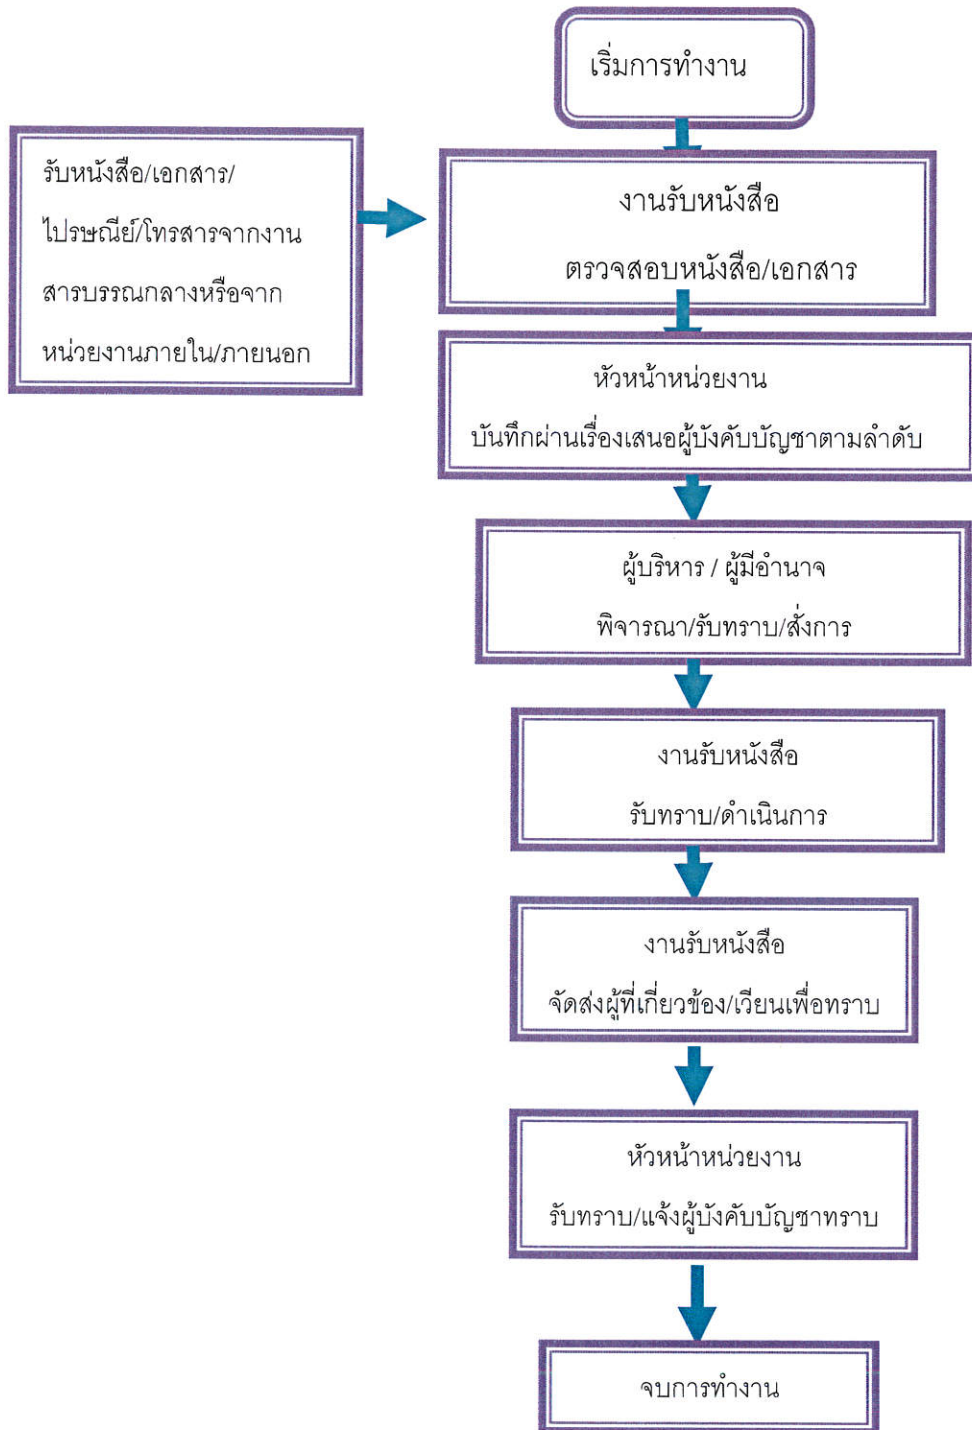 เริ่มการทำงาน
รับหนังสือ/เอกสาร/
ไปรษณีย์/โทรสารจากงาน
สารบรรณกลางหรือจาก
หน่วยงานภายใน/ภายนอก
งานรับหนังสือ
ตรวจสอบหนังสือ/เอกสาร
หัวหน้าหน่วยงาน
บันทึกผ่านเรื่องเสนอผู้บังคับบัญชาตามลำดับ
ผู้บริหาร / ผู้มีอำนาจ
พิจารณา/รับทราบ/สั่งการ
งานรับหนังสือ
รับทราบ/ดำเนินการ
งานรับหนังสือ
จัดส่งผู้ที่เกี่ยวข้อง/เวียนเพื่อทราบ
หัวหน้าหน่วยงาน
รับทราบ/แจ้งผู้บังคับบัญชาทราบ
จบการทำงาน